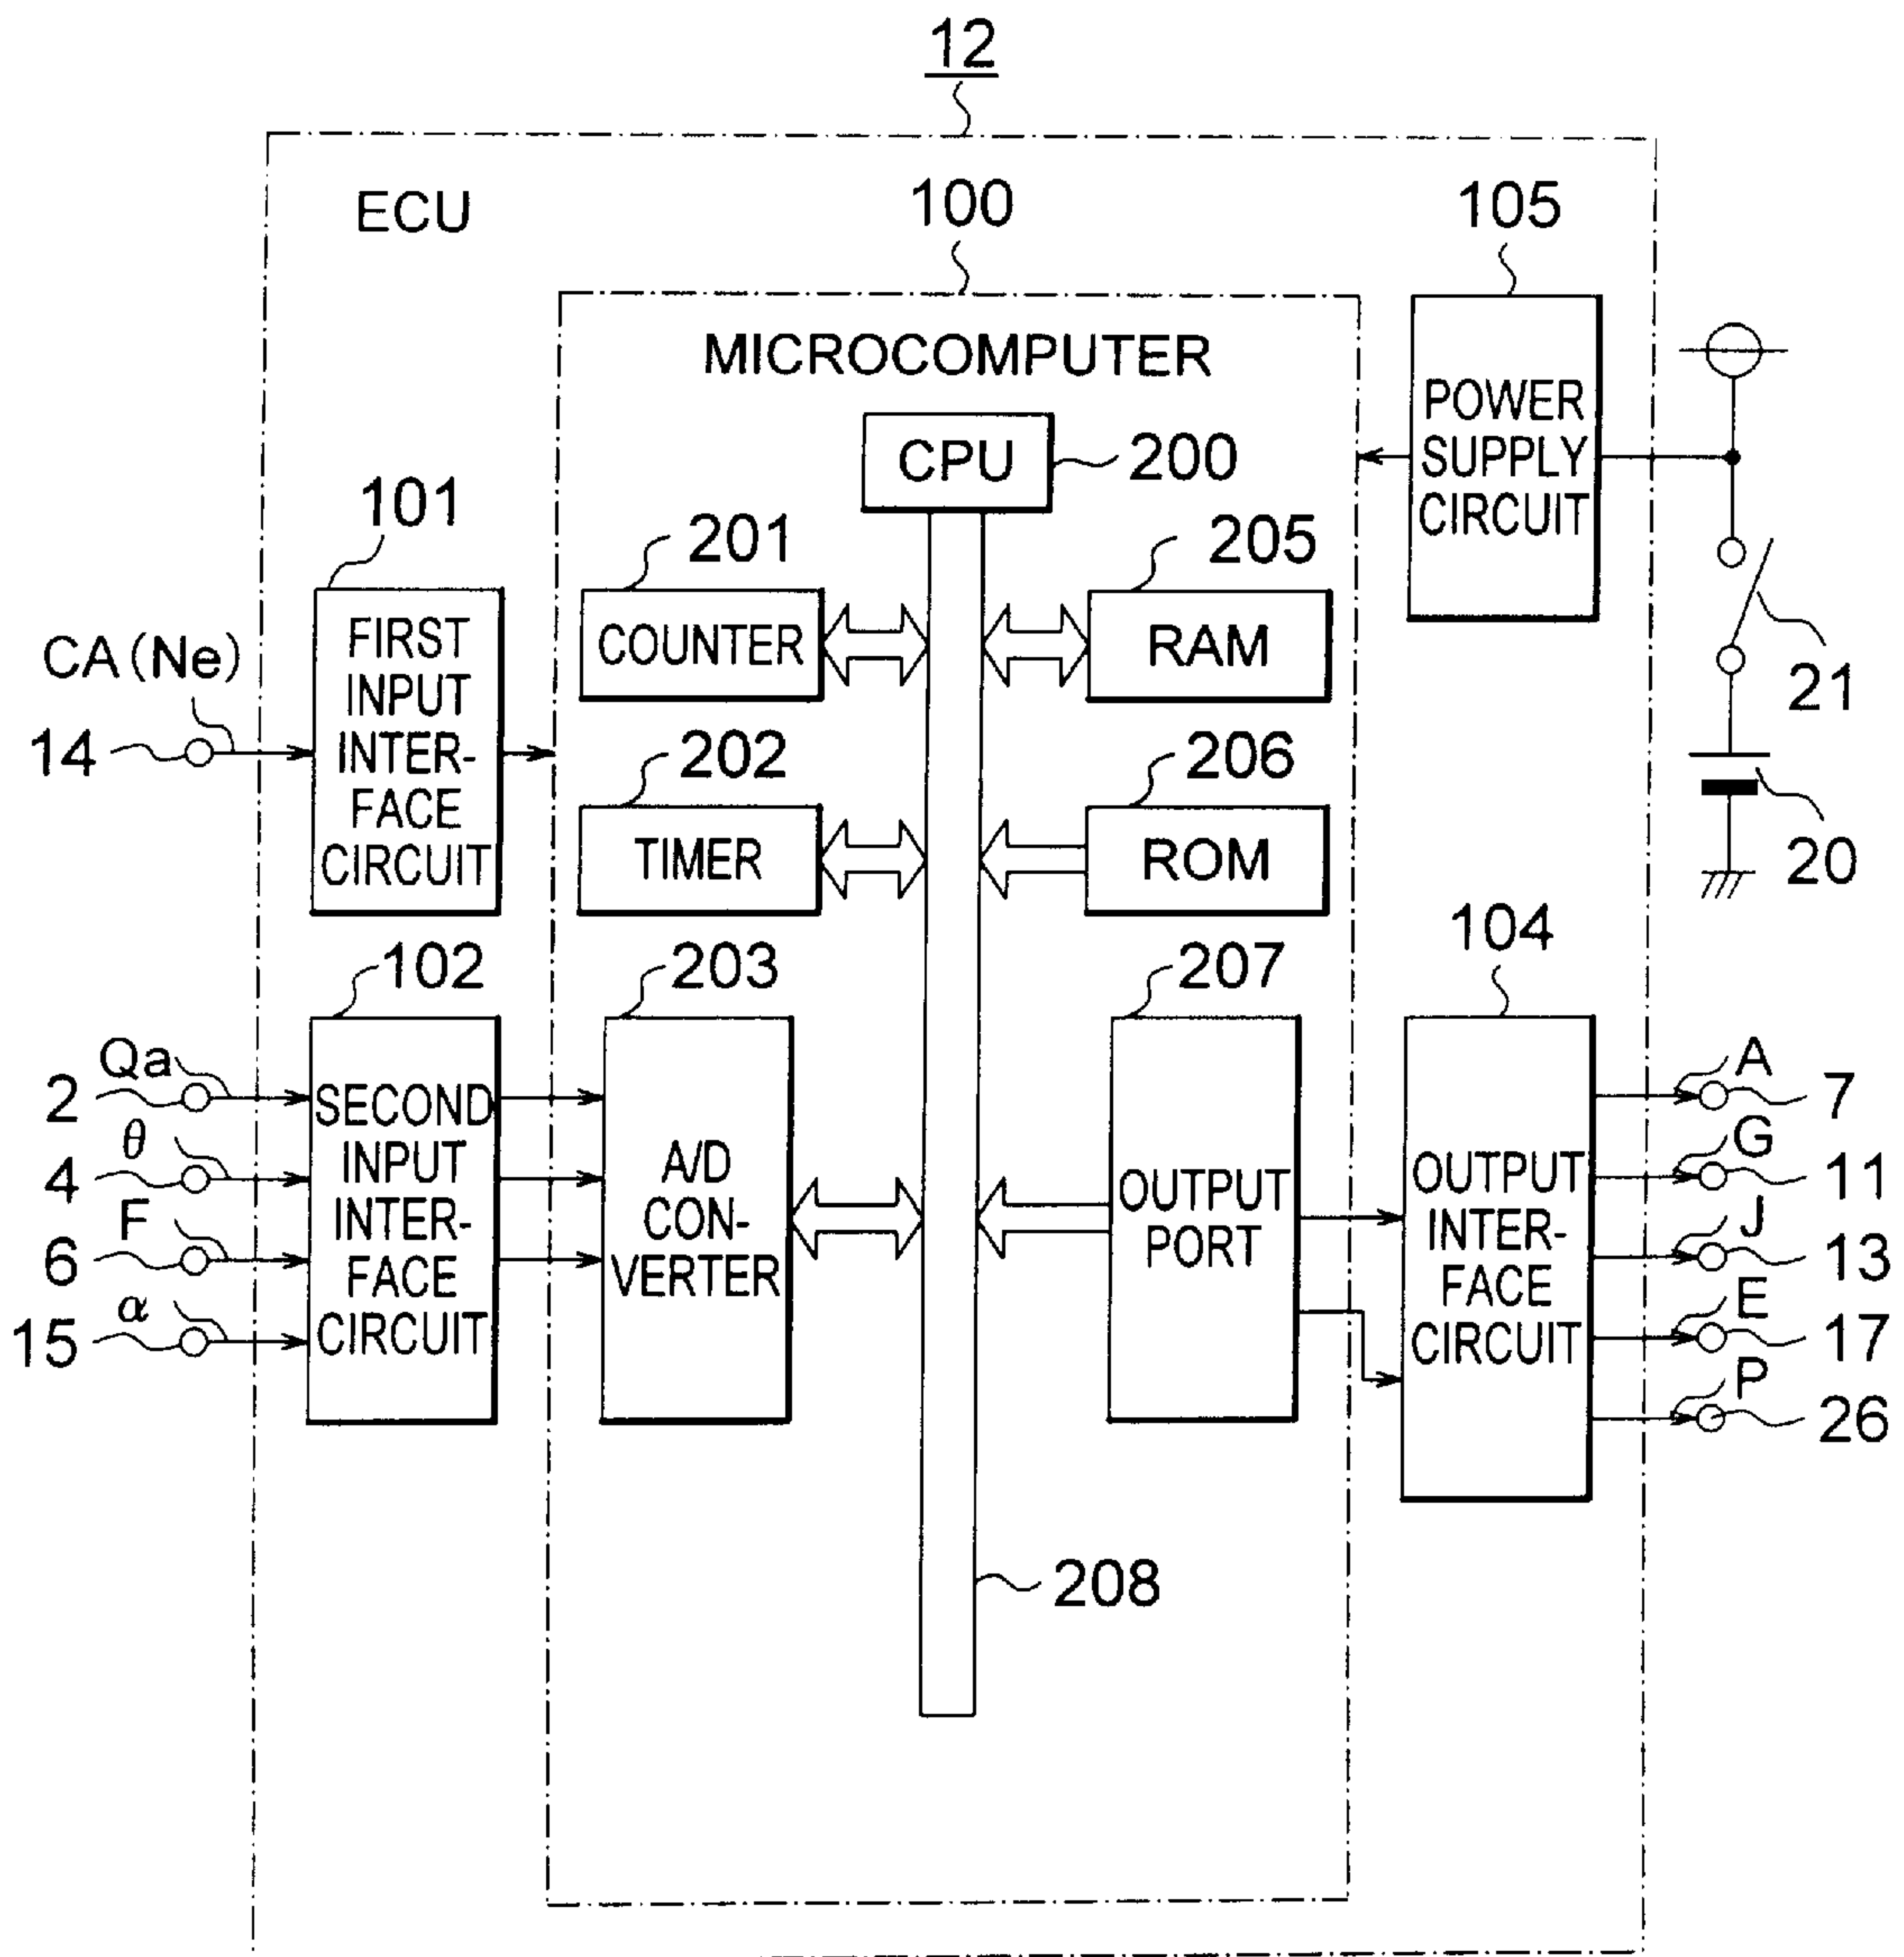 12
ECU
100
105
MICROCOMPUTER
POWER
SUPPLY
CIRCUIT
CPU
200
101
201
205
FIRST
INPUT
INTER-
FACE
CIRCUIT
COUNTER
RAM
CA(Ne)
14
21
202
206
TIMER
ROM
20
102
203
207
104
Qa
2
θ
4
F
6
α
15
SECOND
INPUT
INTER-
FACE
CIRCUIT
A/D
CON-
VERTER
OUTPUT
PORT
OUTPUT
INTER-
FACE
CIRCUIT
A
7
G
11
J
13
E
17
P
26
208